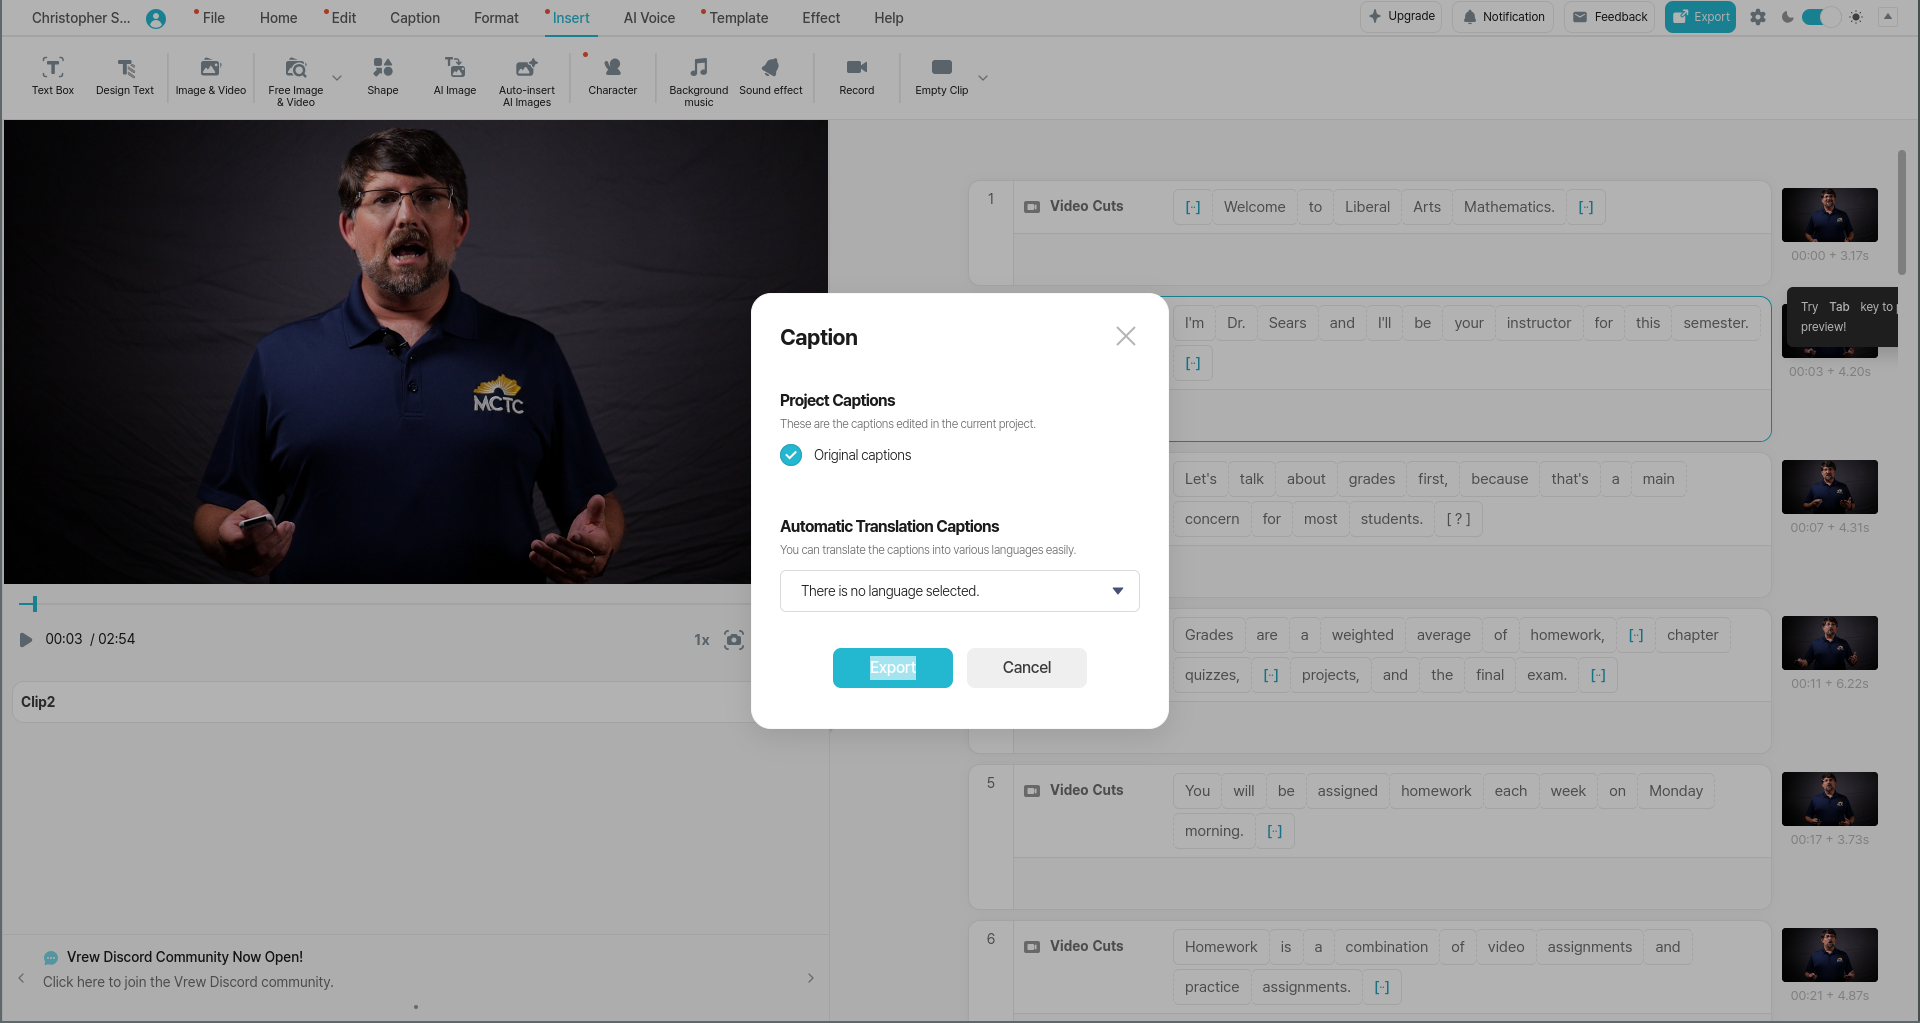 Christopher S...
File
Home
Edit
Caption
Format
Insert
AI Voice
Template
Effect
Help
Upgrade
Notification
Feedback
Export
Text Box
Design Text
Image & Video
Free Image
& Video
Shape
AI Image
Auto-insert
AI Images
Character
Background
music
Sound effect
Record
Empty Clip
MCTC
00:03 / 02:54
1x
Clip2
Vrew Discord Community Now Open!
Click here to join the Vrew Discord community.
Caption
Project Captions
These are the captions edited in the current project.
Original captions
Automatic Translation Captions
You can translate the captions into various languages easily.
There is no language selected.
Export
Cancel
1
Video Cuts
[··] Welcome to Liberal Arts Mathematics. [··]
00:00 + 3.17s
I'm Dr. Sears and I'll be your instructor for this semester.
[··]
Try Tab key to
preview!
00:03 + 4.20s
Let's talk about grades first, because that's a main
concern for most students. [ ? ]
00:07 + 4.31s
Grades are a weighted average of homework, [··] chapter
quizzes, [··] projects, and the final exam. [··]
00:11 + 6.22s
5
Video Cuts
You will be assigned homework each week on Monday
morning. [··]
00:17 + 3.73s
6
Video Cuts
Homework is a combination of video assignments and
practice assignments. [··]
00:21 + 4.87s